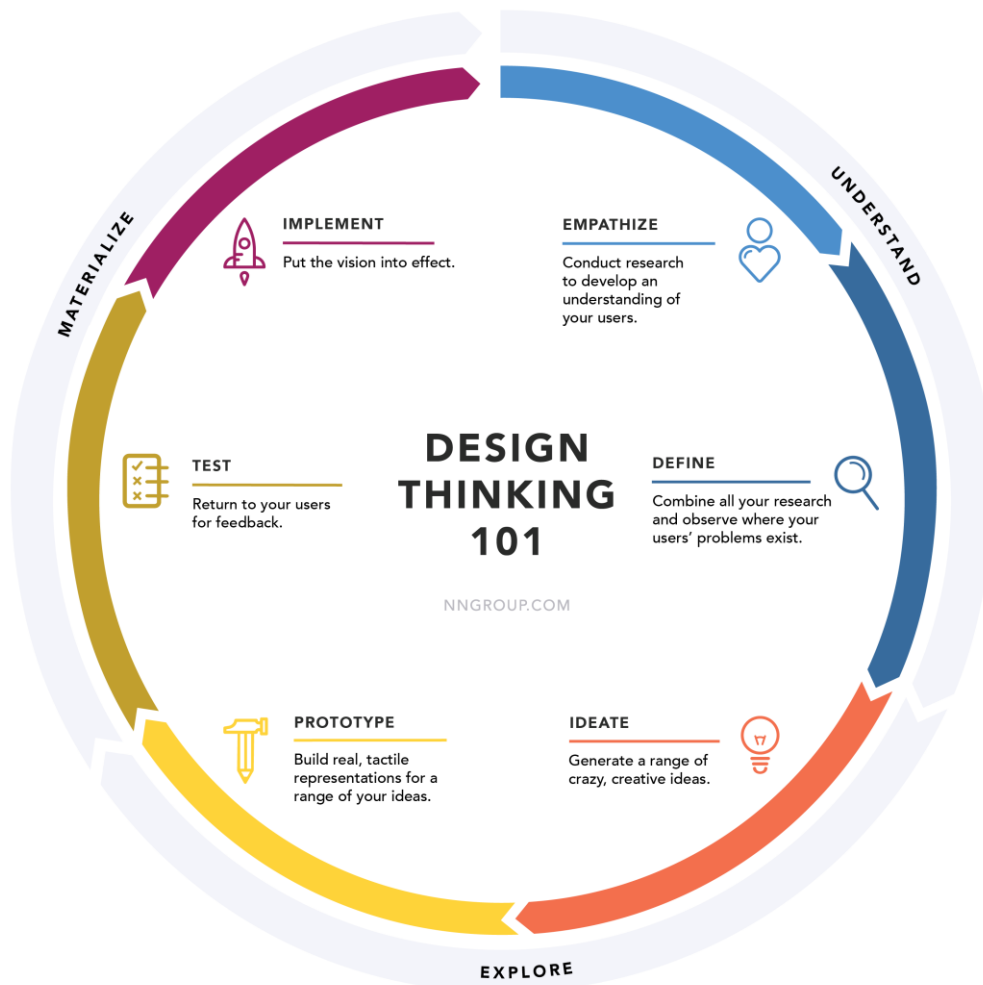 UNDERSTAND
EMPATHIZE
Conduct research
to develop an
understanding of
your users.
DEFINE
Combine all your research
and observe where your
users’ problems exist.
EXPLORE
IDEATE
Generate a range of
crazy, creative ideas.
PROTOTYPE
Build real, tactile
representations for a
range of your ideas.
MATERIALIZE
TEST
Return to your users
for feedback.
IMPLEMENT
Put the vision into effect.
DESIGN
THINKING
101
NNGROUP.COM